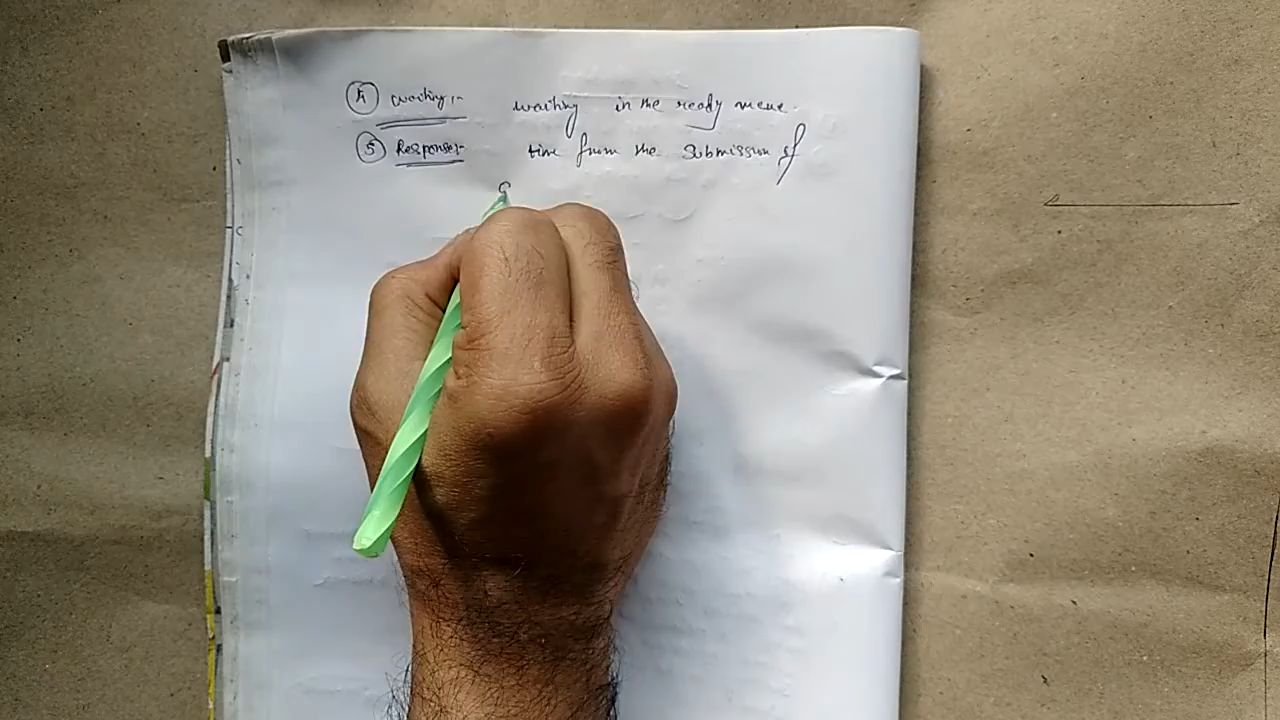 ④ waiting:- waiting in the ready queue.
⑤ Response:- time from the submission of
a